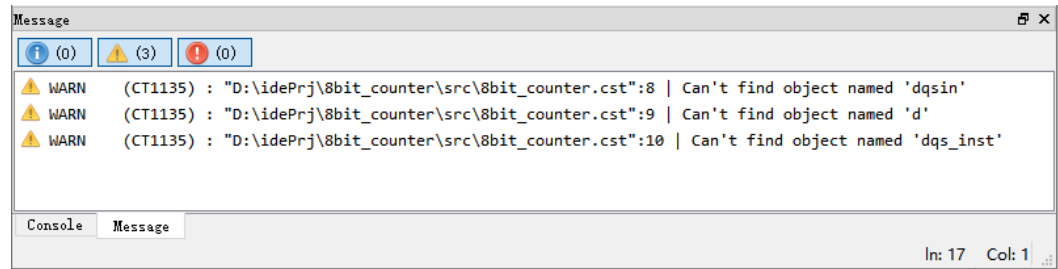 Message
(0) (3) (0)
WARN (CT1135) : "D:\idePrj\8bit_counter\src\8bit_counter.cst":8 | Can't find object named 'dqsin'
WARN (CT1135) : "D:\idePrj\8bit_counter\src\8bit_counter.cst":9 | Can't find object named 'd'
WARN (CT1135) : "D:\idePrj\8bit_counter\src\8bit_counter.cst":10 | Can't find object named 'dqs_inst'
Console Message
ln: 17 Col: 1